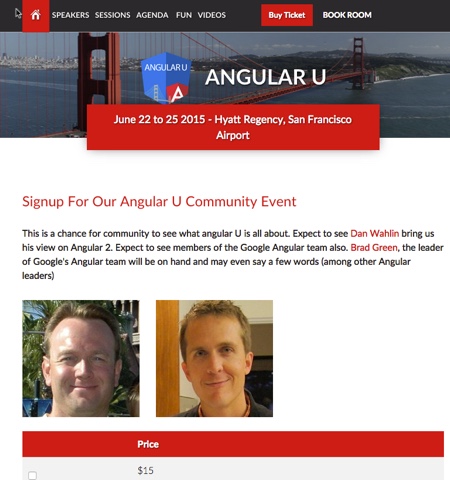 SPEAKERS SESSIONS AGENDA FUN VIDEOS Buy Ticket BOOK ROOM
ANGULAR U
ANGULAR U
June 22 to 25 2015 - Hyatt Regency, San Francisco
Airport
Signup For Our Angular U Community Event
This is a chance for community to see what angular U is all about. Expect to see Dan Wahlin bring us
his view on Angular 2. Expect to see members of the Google Angular team also. Brad Green, the leader
of Google's Angular team will be on hand and may even say a few words (among other Angular
leaders)
Price
$15